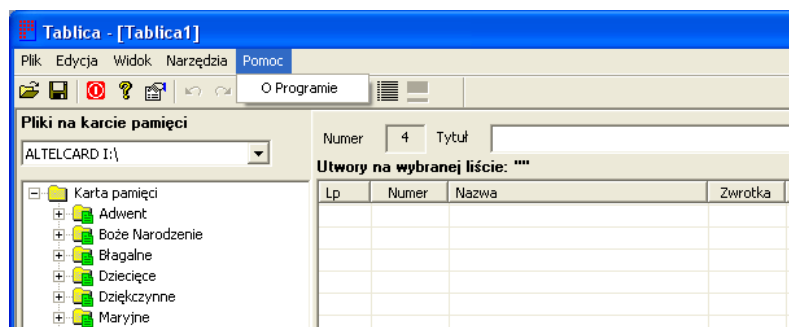 Tablica - [Tablica1]
Plik Edycja Widok Narzędzia Pomoc
O Programie
Pliki na karcie pamięci
ALTELCARD I:\
Numer 4 Tytuł
Utwory na wybranej liście: ""
Lp Numer Nazwa Zwrotka
Karta pamięci
Adwent
Boże Narodzenie
Błagalne
Dziecięce
Dziękczynne
Maryjne